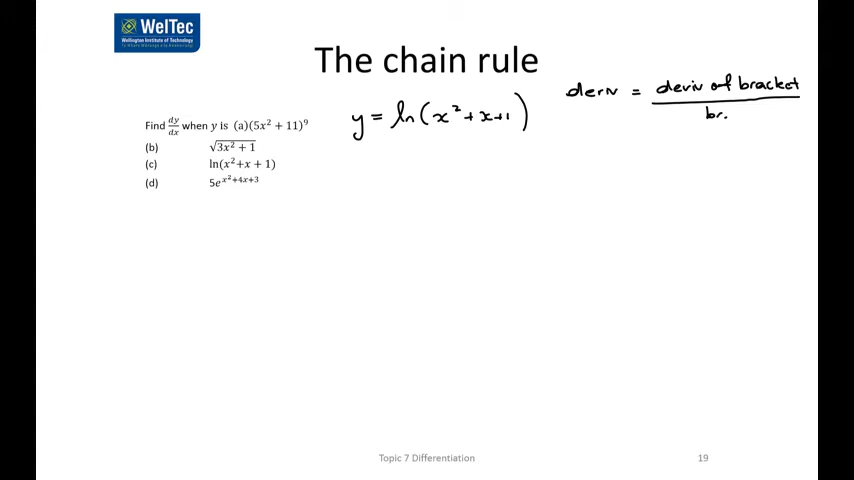 WelTec
Wellington Institute of Technology
The chain rule
deriv = deriv of bracket / br.
y = ln(x² + x + 1)
Find dy/dx when y is (a)(5x² + 11)⁹
(b) √(3x² + 1)
(c) ln(x²+x + 1)
(d) 5e^(x²+4x+3)
Topic 7 Differentiation 19